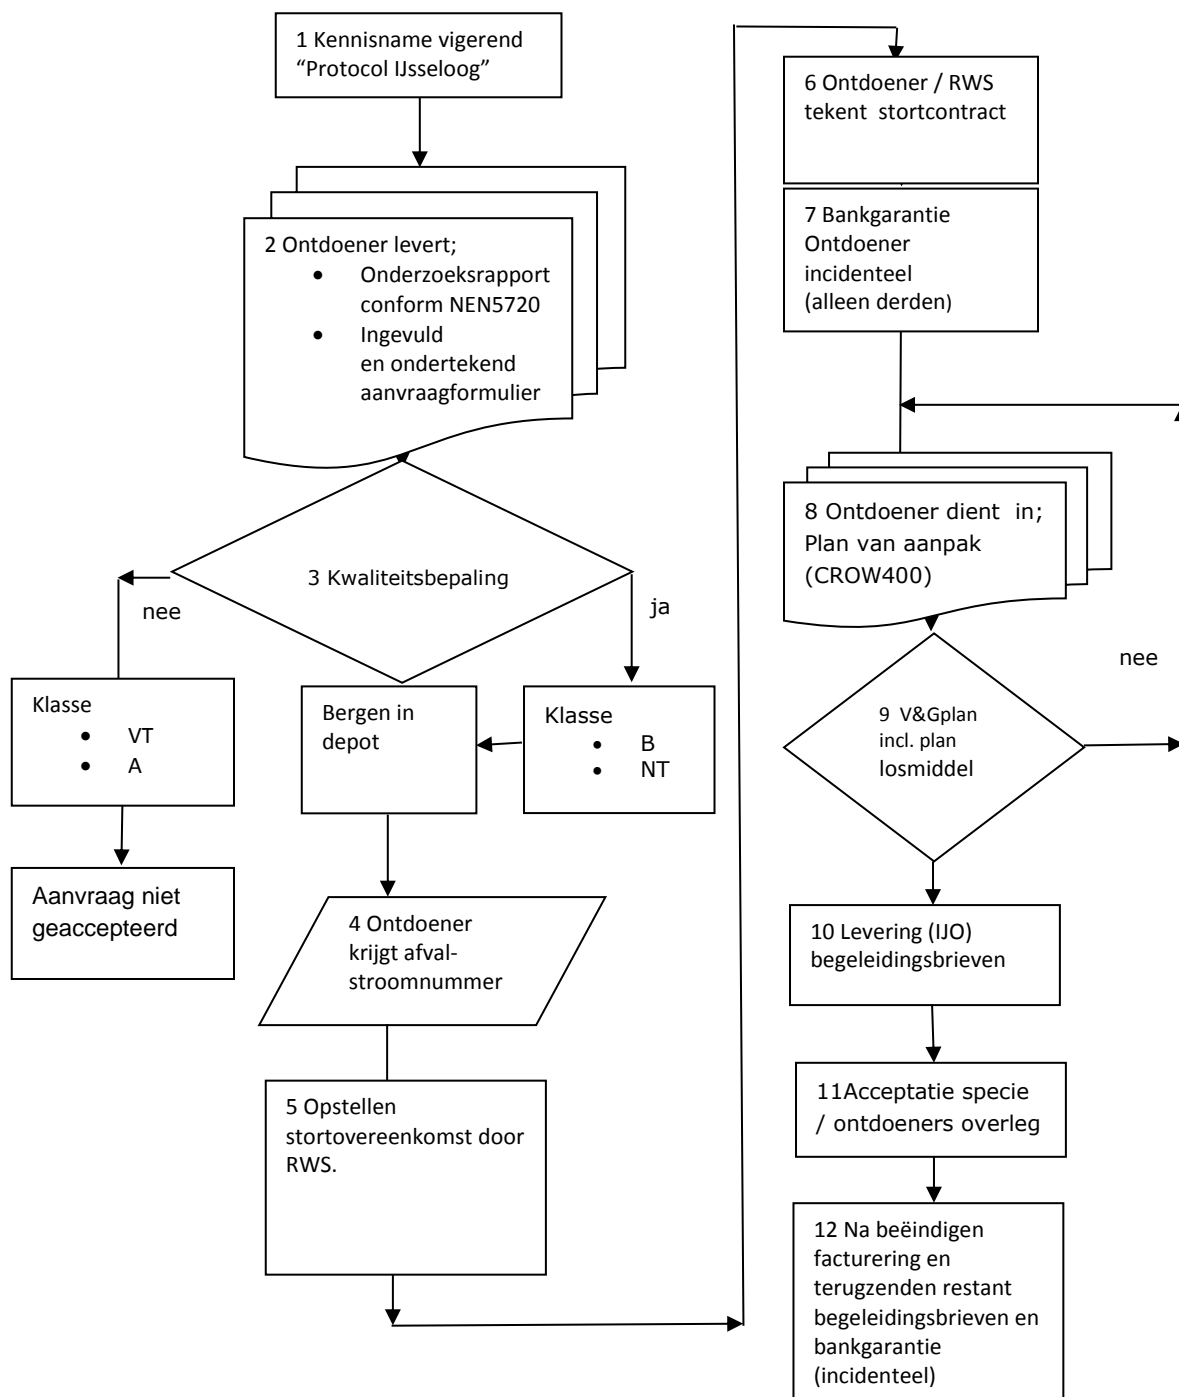 1 Kennisname vigerend
“Protocol IJsseloog”
2 Ontdoener levert;
• Onderzoeksrapport
conform NEN5720
• Ingevuld
en ondertekend
aanvraagformulier
3 Kwaliteitsbepaling
nee
ja
Klasse
• VT
• A
Bergen in
depot
Klasse
• B
• NT
Aanvraag niet
geaccepteerd
4 Ontdoener
krijgt afval-
stroomnummer
5 Opstellen
stortovereenkomst door
RWS.
6 Ontdoener / RWS
tekent stortcontract
7 Bankgarantie
Ontdoener
incidenteel
(alleen derden)
8 Ontdoener dient in;
Plan van aanpak
(CROW400)
nee
9 V&Gplan
incl. plan
losmiddel
10 Levering (IJO)
begeleidingsbrieven
11Acceptatie specie
/ ontdoeners overleg
12 Na beëindigen
facturering en
terugzenden restant
begeleidingsbrieven en
bankgarantie
(incidenteel)